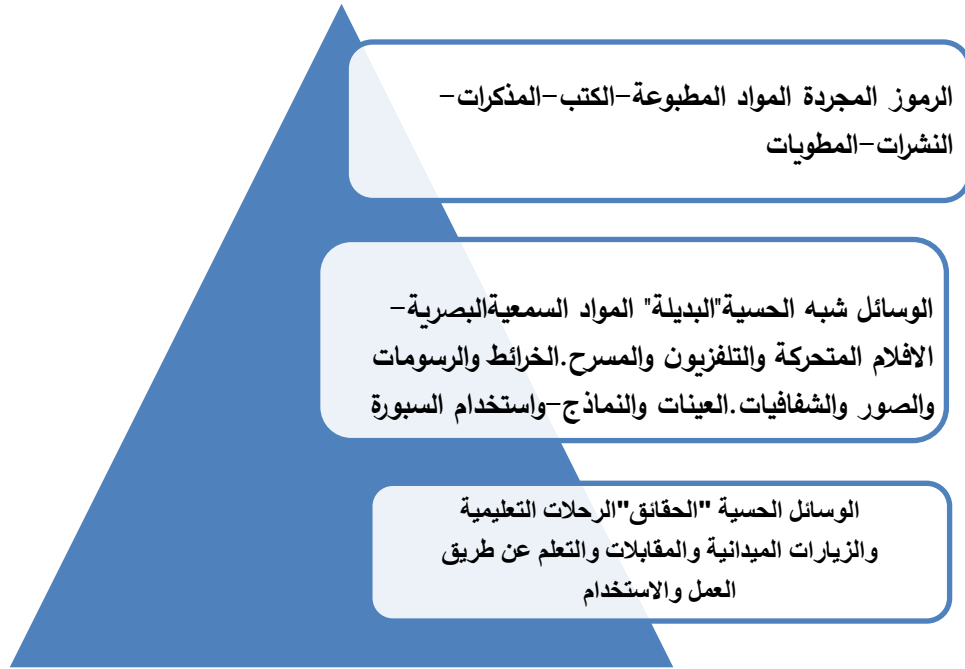 الرموز المجردة المواد المطبوعة-الكتب-المذكرات-
النشرات-المطويات
الوسائل شبه الحسية"البديلة" المواد السمعيةالبصرية-
الافلام المتحركة والتلفزيون والمسرح.الخرائط والرسومات
والصور والشفافيات.العينات والنماذج-واستخدام السبورة
الوسائل الحسية "الحقائق"الرحلات التعليمية
والزيارات الميدانية والمقابلات والتعلم عن طريق
العمل والاستخدام